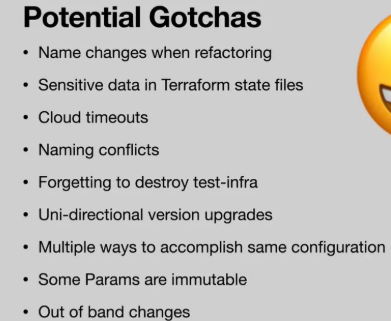 Potential Gotchas
• Name changes when refactoring
• Sensitive data in Terraform state files
• Cloud timeouts
• Naming conflicts
• Forgetting to destroy test-infra
• Uni-directional version upgrades
• Multiple ways to accomplish same configuration
• Some Params are immutable
• Out of band changes